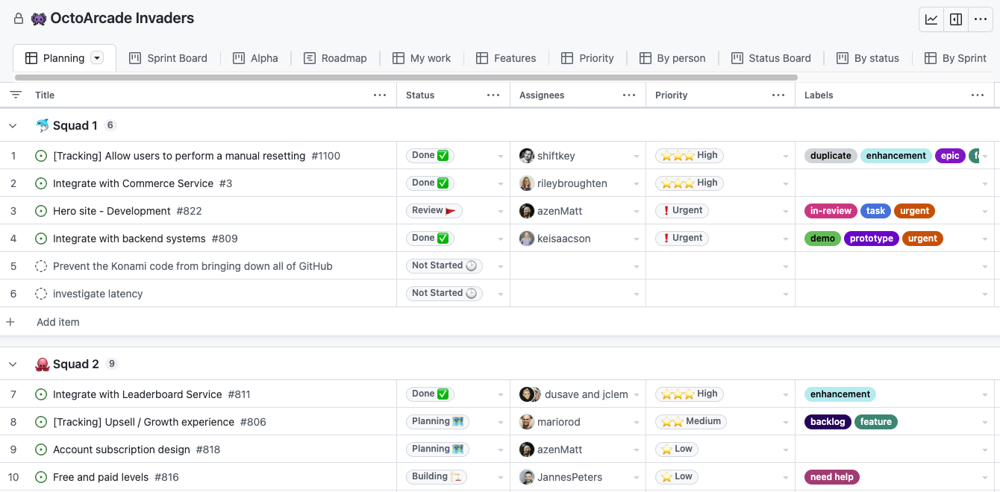 OctoArcade Invaders
Planning Sprint Board Alpha Roadmap My work Features Priority By person Status Board By status By Sprint
Title Status Assignees Priority Labels
Squad 1 6
1 [Tracking] Allow users to perform a manual resetting #1100 Done shiftkey High duplicate enhancement epic
2 Integrate with Commerce Service #3 Done rileybroughten High
3 Hero site - Development #822 Review azenMatt Urgent in-review task urgent
4 Integrate with backend systems #809 Done keisaacson Urgent demo prototype urgent
5 Prevent the Konami code from bringing down all of GitHub Not Started
6 investigate latency Not Started
Add item
Squad 2 9
7 Integrate with Leaderboard Service #811 Done dusave and jclem High enhancement
8 [Tracking] Upsell / Growth experience #806 Planning mariorod Medium backlog feature
9 Account subscription design #818 Planning azenMatt Low
10 Free and paid levels #816 Building JannesPeters Low need help